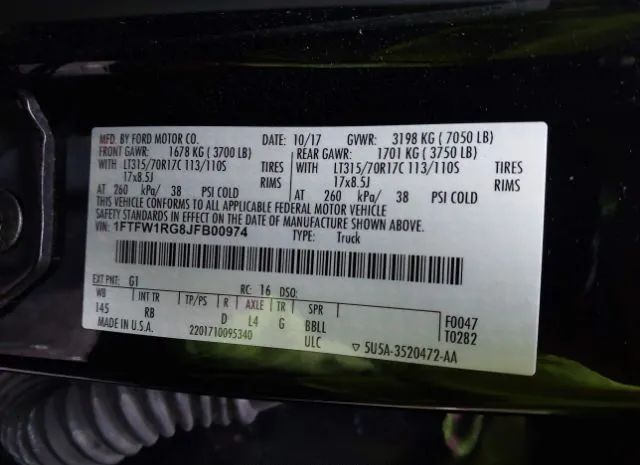 MFD. BY FORD MOTOR CO. 10/17 GVWR: 3198 KG ( 7050 LB)
FRONT GAWR: 1678 KG ( 3700 LB) REAR GAWR: 1701 KG ( 3750 LB)
WITH LT315/70R17C 113/110S TIRES WITH LT315/70R17C 113/110S TIRES
17x8.5J RIMS 17x8.5J RIMS
AT 260 kPa/ 38 PSI COLD AT 260 kPa/ 38 PSI COLD
THIS VEHICLE CONFORMS TO ALL APPLICABLE FEDERAL MOTOR VEHICLE
SAFETY STANDARDS IN EFFECT ON THE DATE OF MANUFACTURE SHOWN ABOVE.
VIN: 1FTFW1RG8JFB00974 TYPE: Truck
EXT PNT: G1 RC: 16 DSO:
WB INT TR TP/PS R AXLE TR SPR
145 RB D L4 G BBLL F0047
MADE IN U.S.A. 2201710095340 ULC ▽ 5U5A-3520472-AA T0282